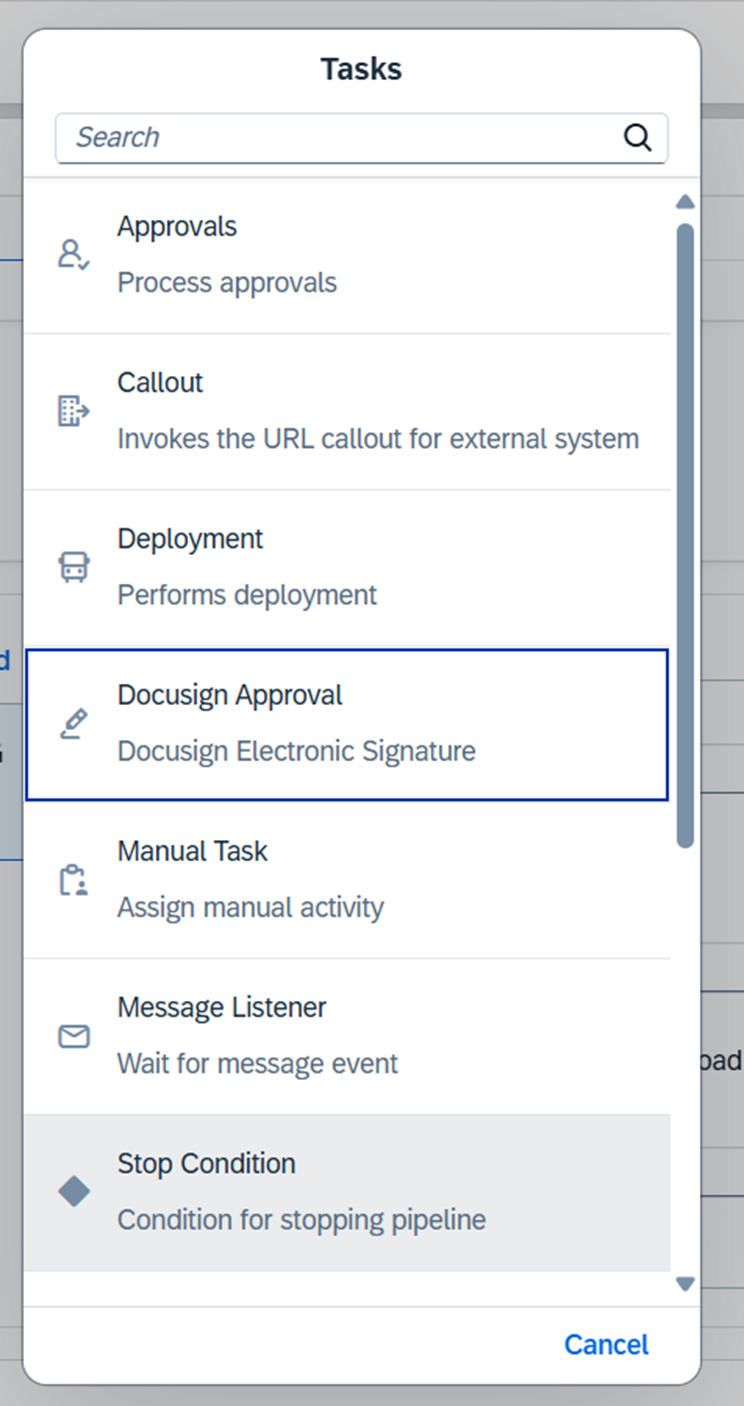 Tasks
Search
Approvals
Process approvals
Callout
Invokes the URL callout for external system
Deployment
Performs deployment
d
Docusign Approval
Docusign Electronic Signature
Manual Task
Assign manual activity
Message Listener
Wait for message event
oad
Stop Condition
Condition for stopping pipeline
Cancel